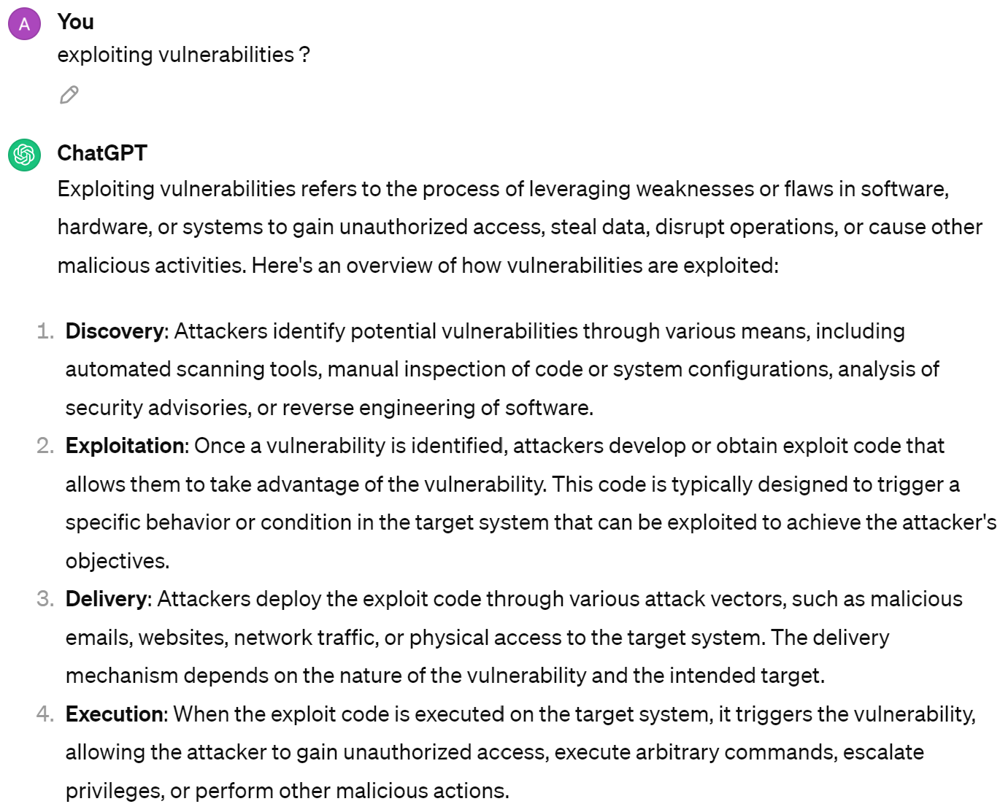 A
You
exploiting vulnerabilities ?
ChatGPT
Exploiting vulnerabilities refers to the process of leveraging weaknesses or flaws in software,
hardware, or systems to gain unauthorized access, steal data, disrupt operations, or cause other
malicious activities. Here's an overview of how vulnerabilities are exploited:
1. Discovery: Attackers identify potential vulnerabilities through various means, including
automated scanning tools, manual inspection of code or system configurations, analysis of
security advisories, or reverse engineering of software.
2. Exploitation: Once a vulnerability is identified, attackers develop or obtain exploit code that
allows them to take advantage of the vulnerability. This code is typically designed to trigger a
specific behavior or condition in the target system that can be exploited to achieve the attacker's
objectives.
3. Delivery: Attackers deploy the exploit code through various attack vectors, such as malicious
emails, websites, network traffic, or physical access to the target system. The delivery
mechanism depends on the nature of the vulnerability and the intended target.
4. Execution: When the exploit code is executed on the target system, it triggers the vulnerability,
allowing the attacker to gain unauthorized access, execute arbitrary commands, escalate
privileges, or perform other malicious actions.